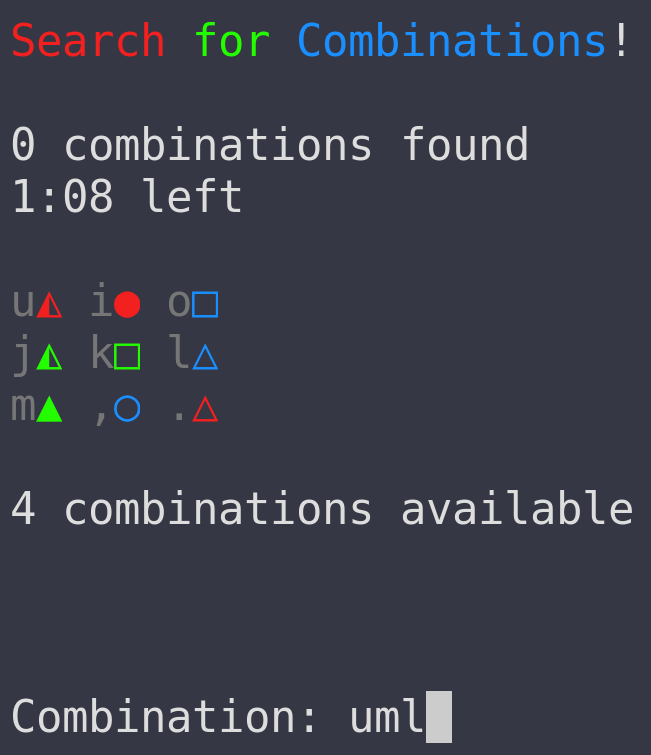 Search for Combinations!
0 combinations found
1:08 left
u◭ i● o□
j◭ k□ l△
m▲ ,○ .△
4 combinations available
Combination: uml